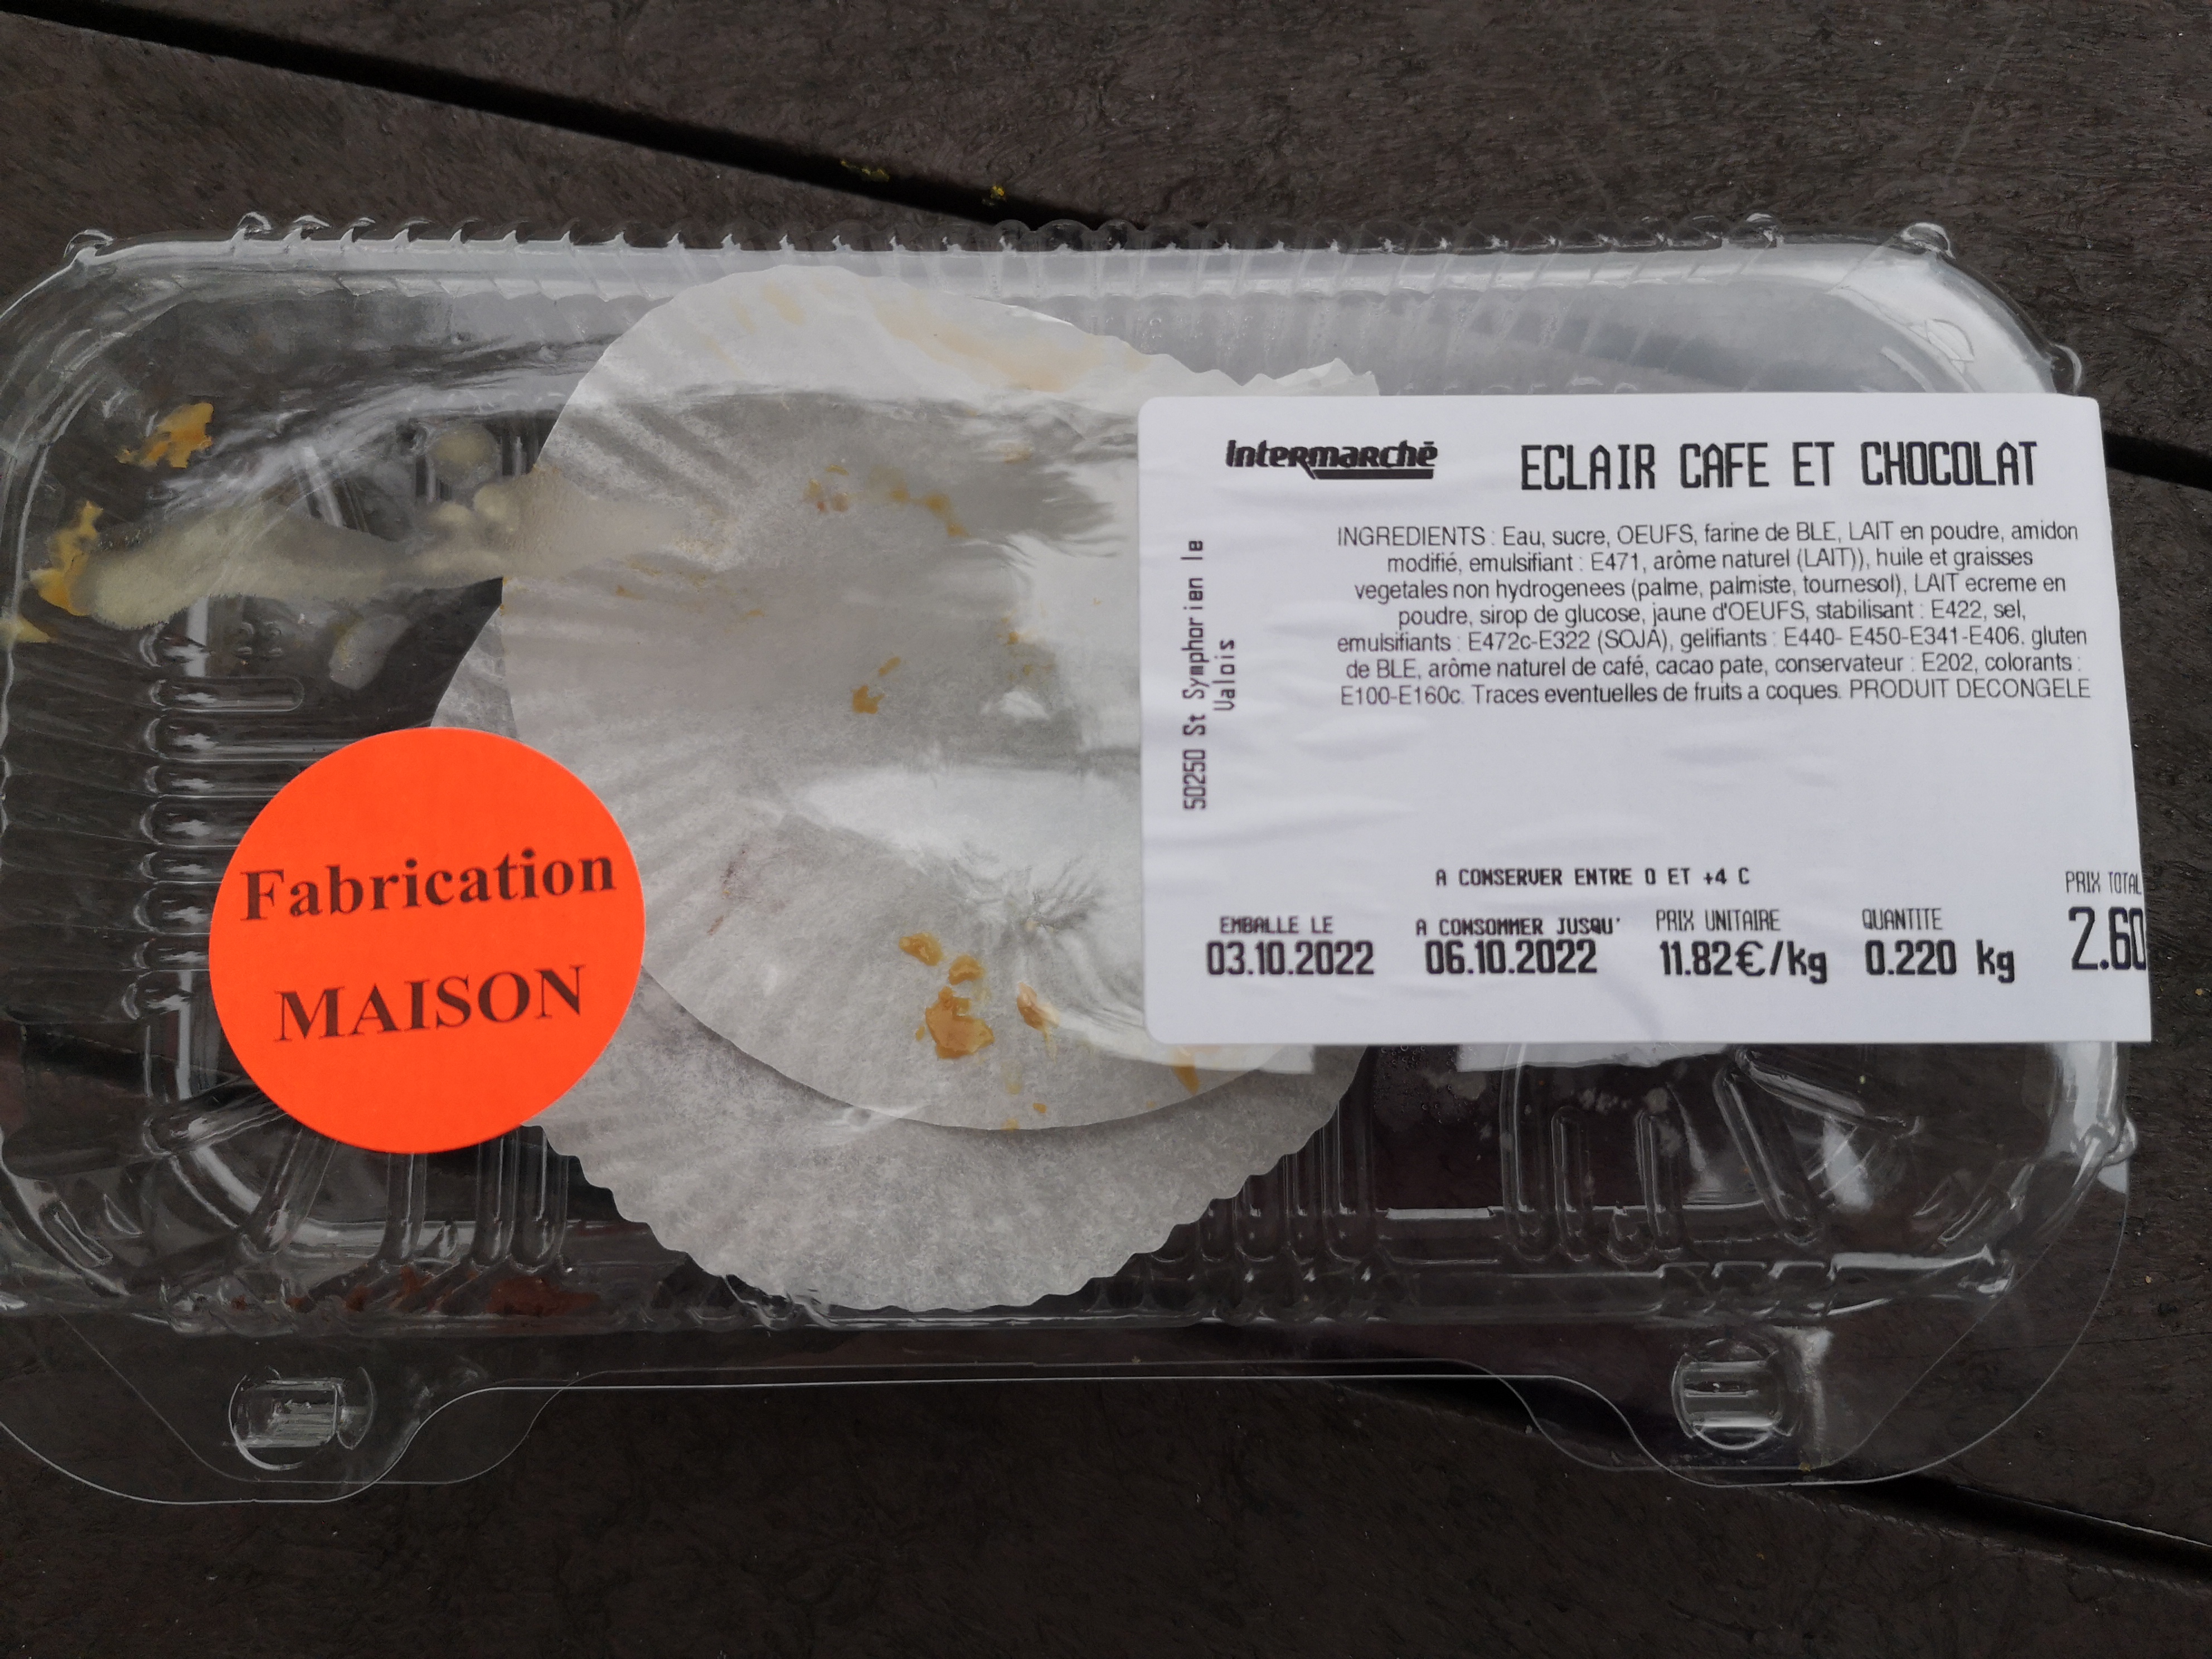 Intermarché
ECLAIR CAFE ET CHOCOLAT
INGREDIENTS : Eau, sucre, OEUFS, farine de BLE, LAIT en poudre, amidon
modifié, emulsifiant : E471, arôme naturel (LAIT)), huile et graisses
vegetales non hydrogenees (palme, palmiste, tournesol), LAIT ecreme en
poudre, sirop de glucose, jaune d'OEUFS, stabilisant : E422, sel,
emulsifiants : E472c-E322 (SOJA), gelifiants : E440- E450-E341-E406. gluten
de BLE, arôme naturel de café, cacao pate, conservateur : E202, colorants :
E100-E160c. Traces eventuelles de fruits a coques. PRODUIT DECONGELE
50250 St Symphorien le
Valois
A CONSERVER ENTRE 0 ET +4 C
EMBALLE LE
03.10.2022
A CONSOMMER JUSQU'
06.10.2022
PRIX UNITAIRE
11.82€/kg
QUANTITE
0.220 kg
PRIX TOTAL
2.60
Fabrication
MAISON